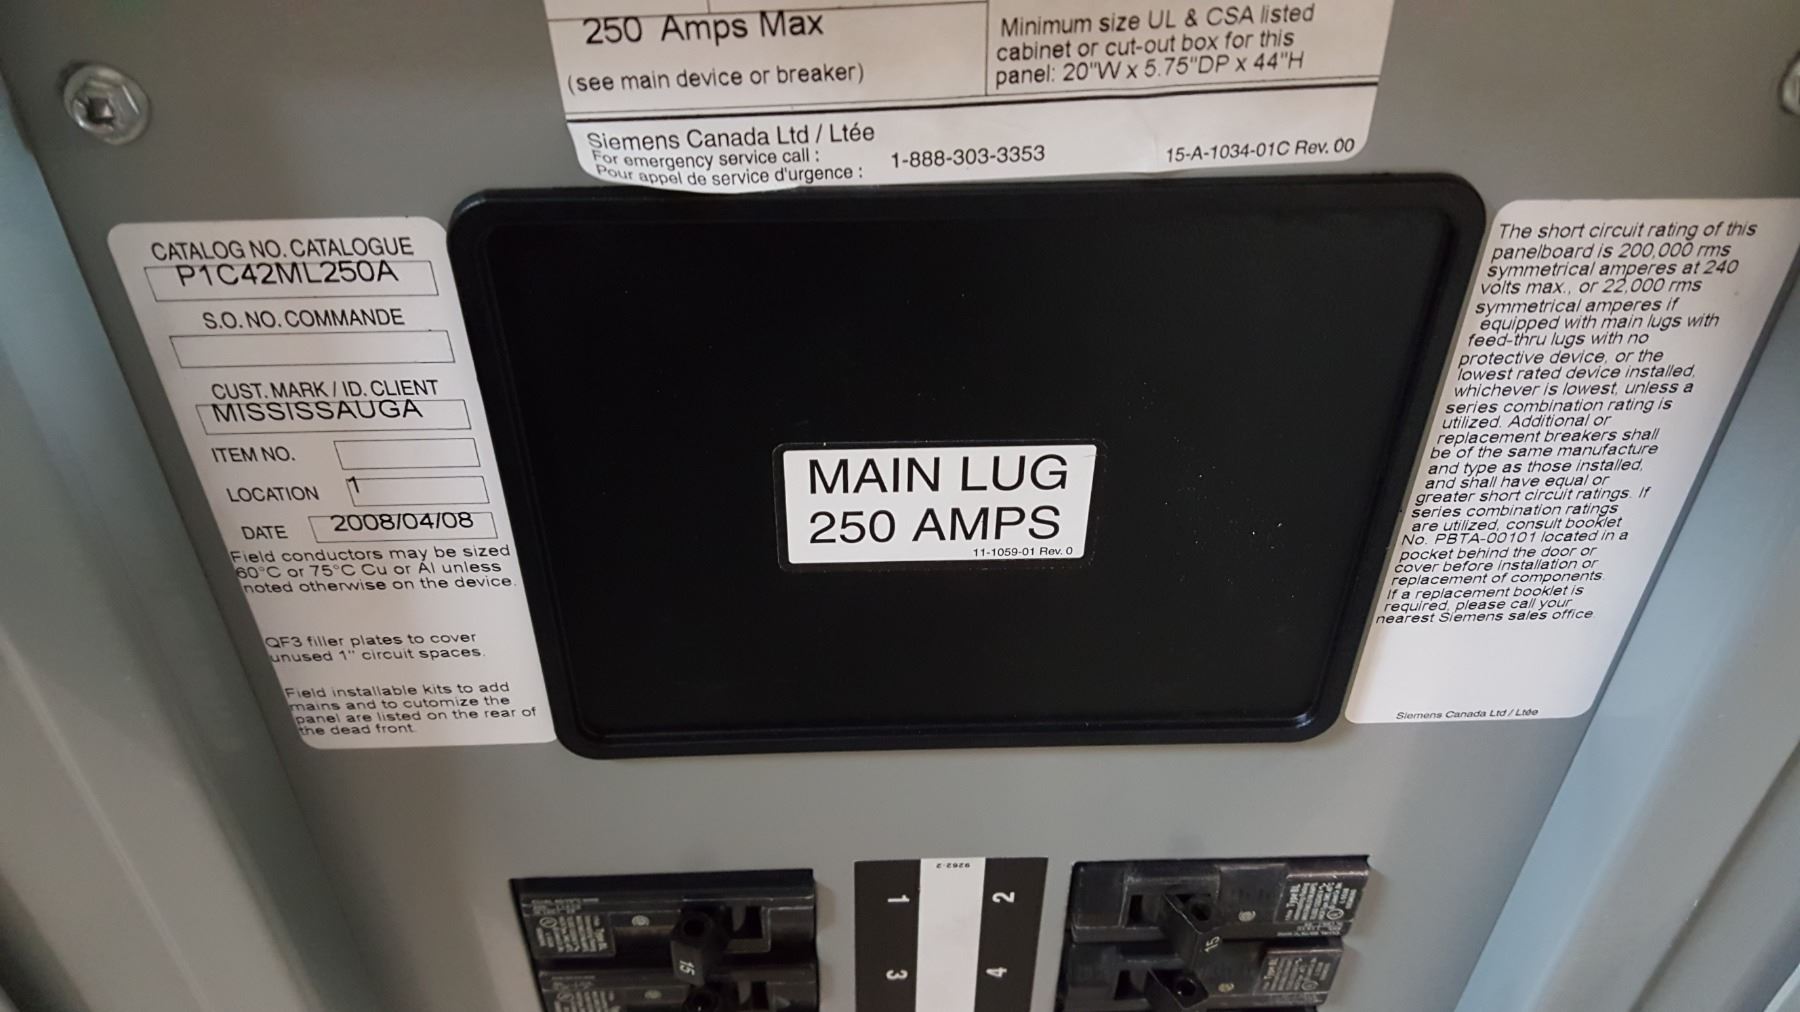 250 Amps Max
(see main device or breaker)
Minimum size UL & CSA listed
cabinet or cut-out box for this
panel: 20"W x 5.75"DP x 44"H
Siemens Canada Ltd / Ltée
For emergency service call :
Pour appel de service d'urgence :
1-888-303-3353
15-A-1034-01C Rev. 00
CATALOG NO. CATALOGUE
P1C42ML250A
S.O. NO. COMMANDE
CUST. MARK / ID. CLIENT
MISSISSAUGA
ITEM NO.
LOCATION 1
DATE 2008/04/08
Field conductors may be sized
60°C or 75°C Cu or Al unless
noted otherwise on the device.
QF3 filler plates to cover
unused 1" circuit spaces.
Field installable kits to add
mains and to cutomize the
panel are listed on the rear of
the dead front.
MAIN LUG
250 AMPS
11-1059-01 Rev. 0
The short circuit rating of this
panelboard is 200,000 rms
symmetrical amperes at 240
volts max., or 22,000 rms
symmetrical amperes if
equipped with main lugs with
feed-thru lugs with no
protective device, or the
lowest rated device installed,
whichever is lowest, unless a
series combination rating is
utilized. Additional or
replacement breakers shall
be of the same manufacture
and type as those installed,
and shall have equal or
greater short circuit ratings. If
series combination ratings
are utilized, consult booklet
No. PBTA-00101 located in a
pocket behind the door or
cover before installation or
replacement of components.
If a replacement booklet is
required, please call your
nearest Siemens sales office.
Siemens Canada Ltd / Ltée
1
2
3
4
15
15
Type BL